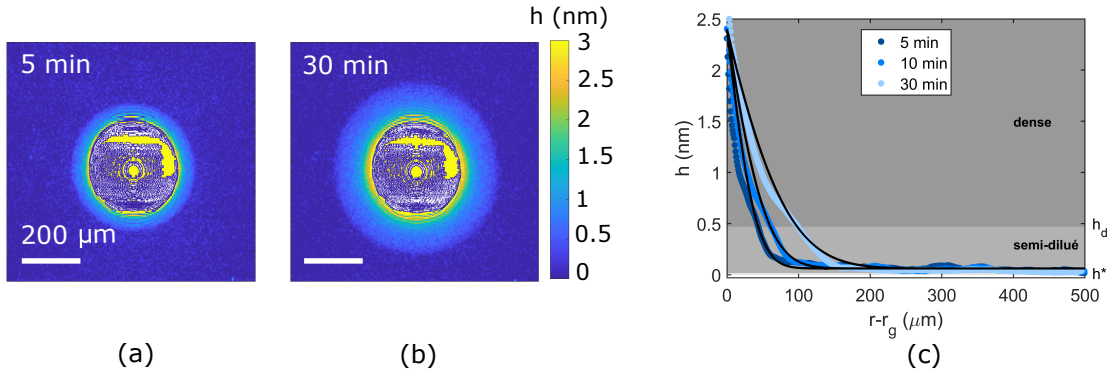 5 min
200 μm
(a)
30 min
(b)
h (nm)
3
2.5
2
1.5
1
0.5
0
h (nm)
2.5
2
1.5
1
0.5
0
5 min
10 min
30 min
dense
h_d
semi-dilué
h*
0
100
200
300
400
500
r-r_g (μm)
(c)